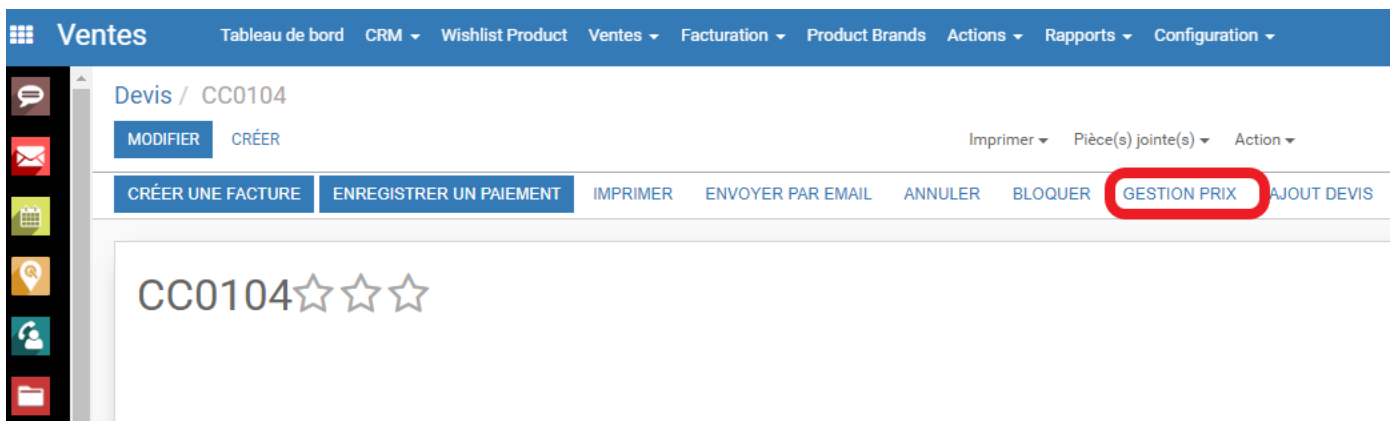 Ventes Tableau de bord CRM Wishlist Product Ventes Facturation Product Brands Actions Rapports Configuration
Devis / CC0104
MODIFIER CRÉER Imprimer Pièce(s) jointe(s) Action
CRÉER UNE FACTURE ENREGISTRER UN PAIEMENT IMPRIMER ENVOYER PAR EMAIL ANNULER BLOQUER GESTION PRIX AJOUT DEVIS
CC0104